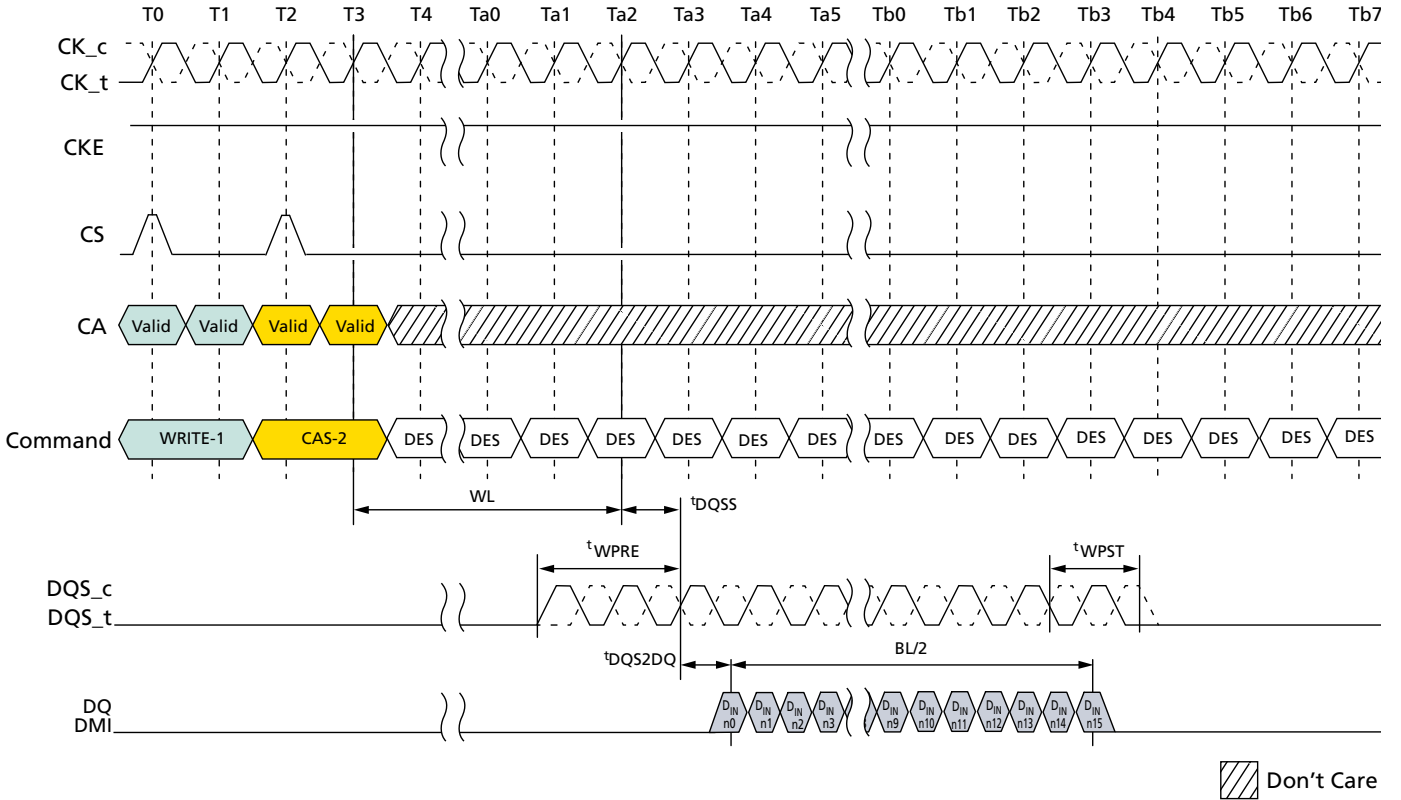 T0 T1 T2 T3 T4 Ta0 Ta1 Ta2 Ta3 Ta4 Ta5 Tb0 Tb1 Tb2 Tb3 Tb4 Tb5 Tb6 Tb7
CK_c
CK_t
CKE
CS
CA Valid Valid Valid Valid
Command WRITE-1 CAS-2 DES DES DES DES DES DES DES DES DES DES DES DES DES DES DES
WL tDQSS
tWPRE tWPST
DQS_c
DQS_t
tDQS2DQ BL/2
DQ DIN DIN DIN DIN DIN DIN DIN DIN DIN DIN DIN
DMI n0 n1 n2 n3 n9 n10 n11 n12 n13 n14 n15
Don't Care